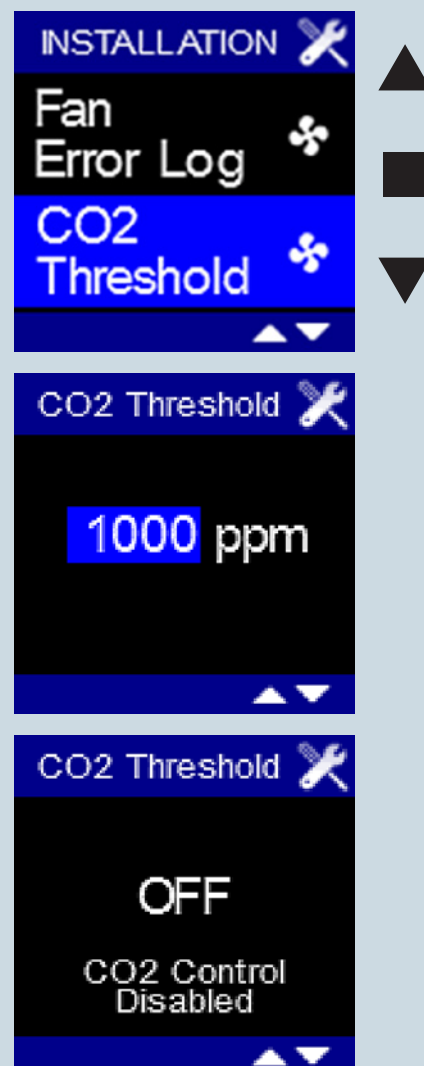 INSTALLATION
Fan
Error Log
CO2
Threshold
CO2 Threshold
1000 ppm
CO2 Threshold
OFF
CO2 Control
Disabled